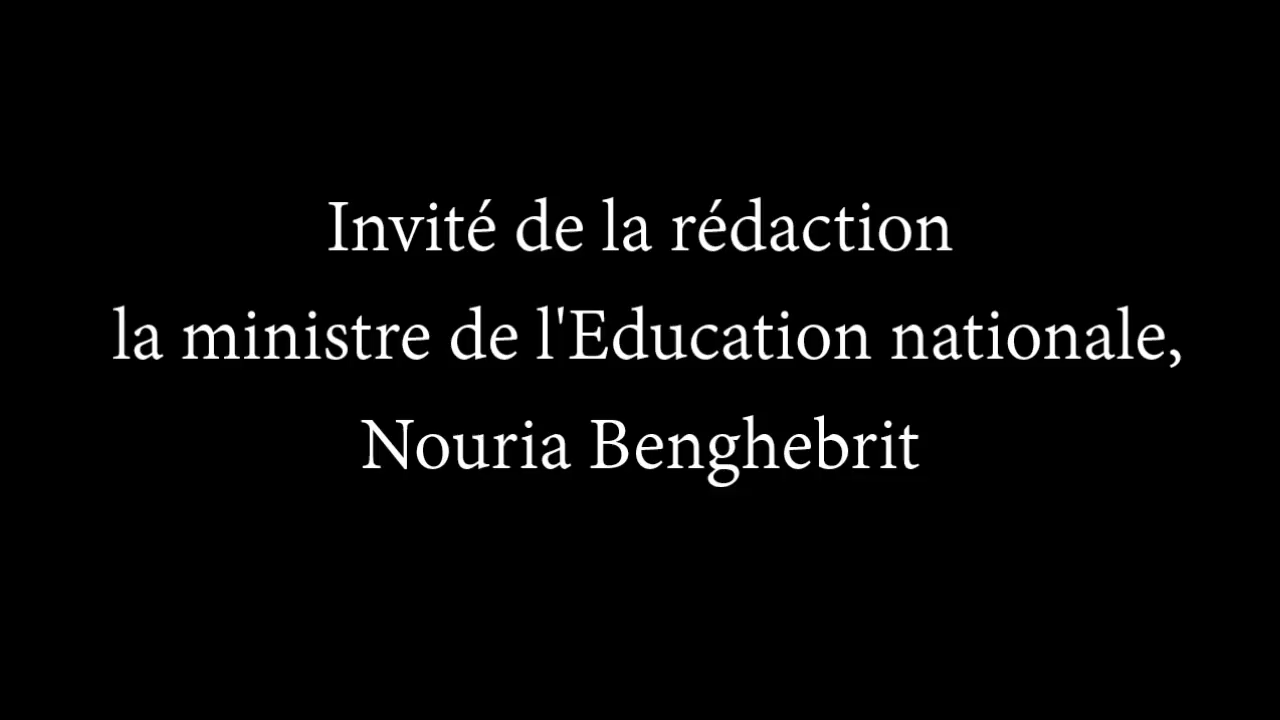 Invité de la rédaction
la ministre de l'Education nationale,
Nouria Benghebrit